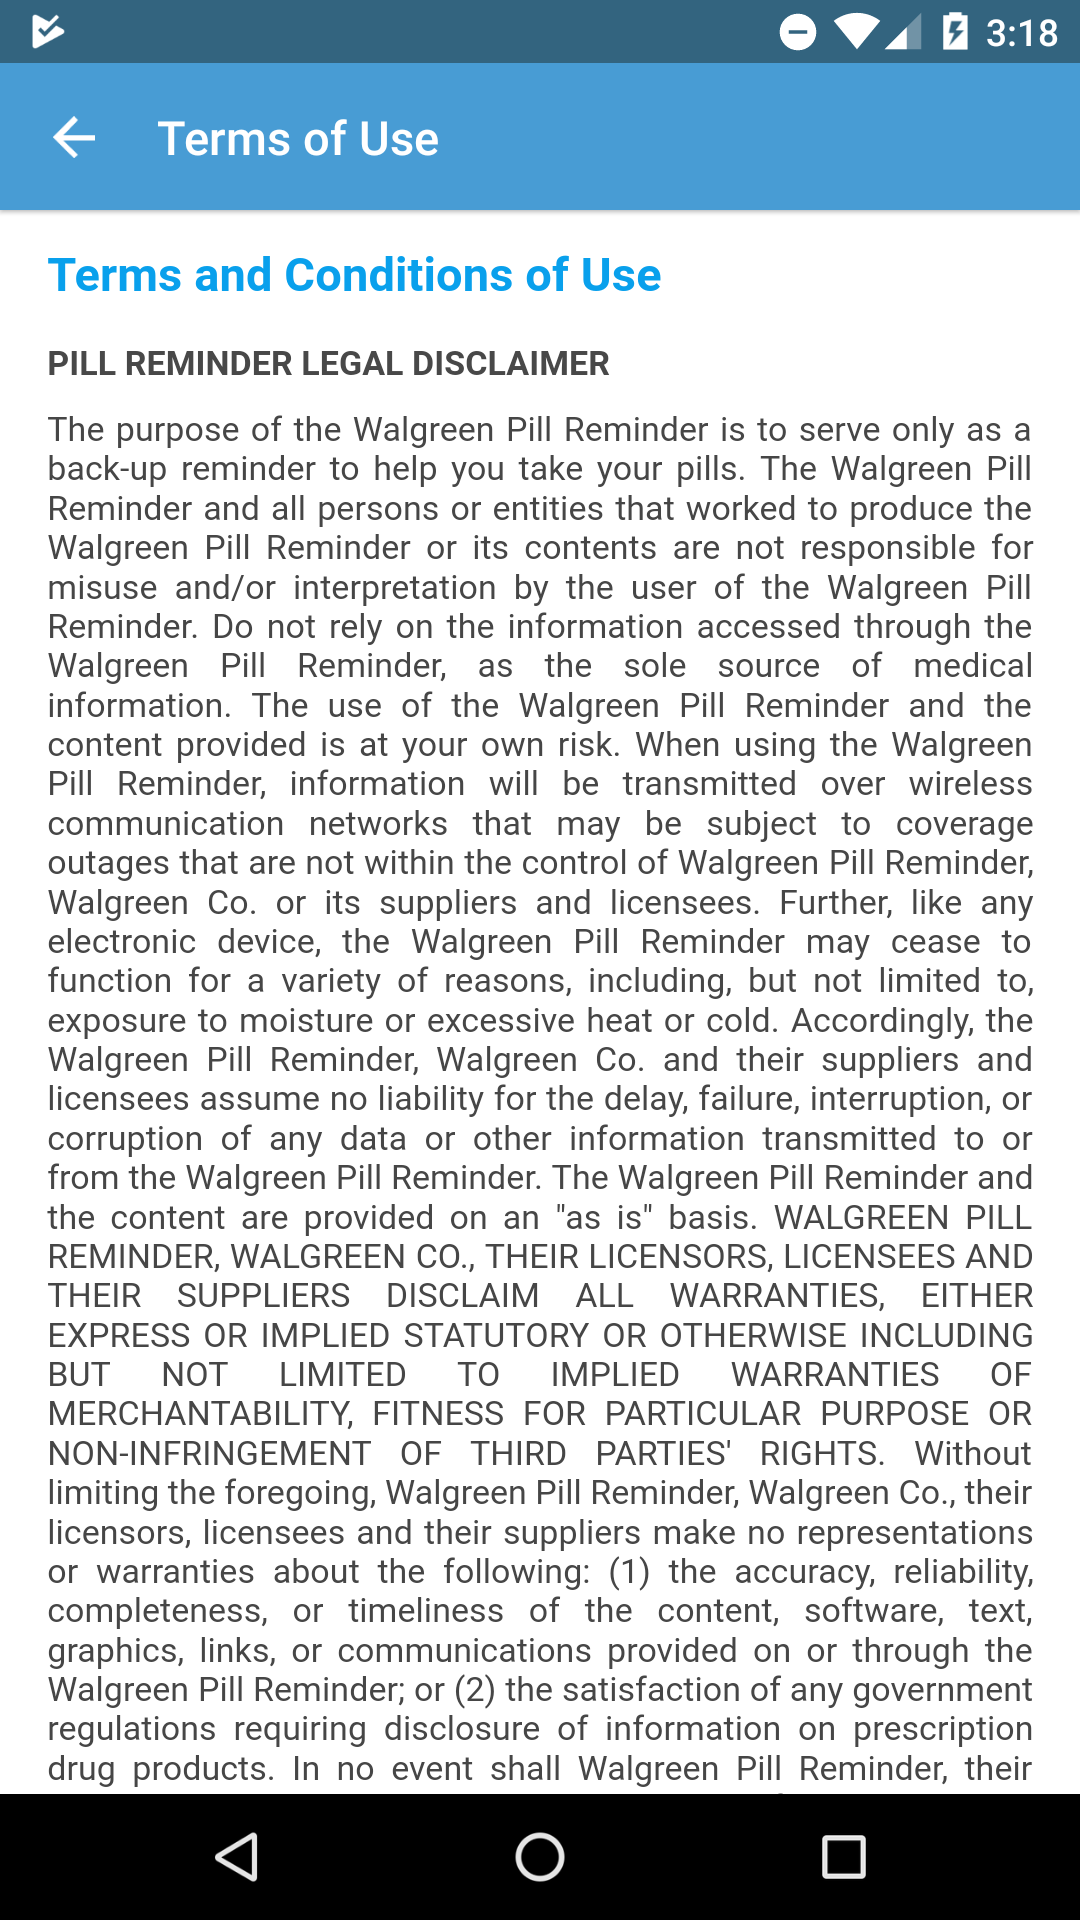 3:18
Terms of Use
Terms and Conditions of Use
PILL REMINDER LEGAL DISCLAIMER
The purpose of the Walgreen Pill Reminder is to serve only as a
back-up reminder to help you take your pills. The Walgreen Pill
Reminder and all persons or entities that worked to produce the
Walgreen Pill Reminder or its contents are not responsible for
misuse and/or interpretation by the user of the Walgreen Pill
Reminder. Do not rely on the information accessed through the
Walgreen Pill Reminder, as the sole source of medical
information. The use of the Walgreen Pill Reminder and the
content provided is at your own risk. When using the Walgreen
Pill Reminder, information will be transmitted over wireless
communication networks that may be subject to coverage
outages that are not within the control of Walgreen Pill Reminder,
Walgreen Co. or its suppliers and licensees. Further, like any
electronic device, the Walgreen Pill Reminder may cease to
function for a variety of reasons, including, but not limited to,
exposure to moisture or excessive heat or cold. Accordingly, the
Walgreen Pill Reminder, Walgreen Co. and their suppliers and
licensees assume no liability for the delay, failure, interruption, or
corruption of any data or other information transmitted to or
from the Walgreen Pill Reminder. The Walgreen Pill Reminder and
the content are provided on an "as is" basis. WALGREEN PILL
REMINDER, WALGREEN CO., THEIR LICENSORS, LICENSEES AND
THEIR SUPPLIERS DISCLAIM ALL WARRANTIES, EITHER
EXPRESS OR IMPLIED STATUTORY OR OTHERWISE INCLUDING
BUT NOT LIMITED TO IMPLIED WARRANTIES OF
MERCHANTABILITY, FITNESS FOR PARTICULAR PURPOSE OR
NON-INFRINGEMENT OF THIRD PARTIES' RIGHTS. Without
limiting the foregoing, Walgreen Pill Reminder, Walgreen Co., their
licensors, licensees and their suppliers make no representations
or warranties about the following: (1) the accuracy, reliability,
completeness, or timeliness of the content, software, text,
graphics, links, or communications provided on or through the
Walgreen Pill Reminder; or (2) the satisfaction of any government
regulations requiring disclosure of information on prescription
drug products. In no event shall Walgreen Pill Reminder, their